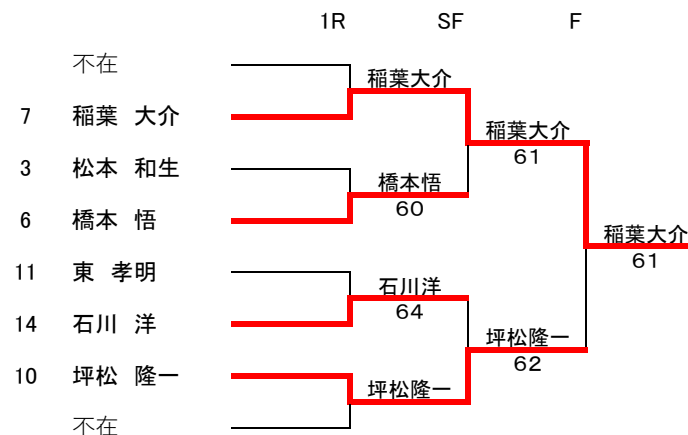 1R SF F
不在
稲葉大介
7 稲葉 大介
稲葉大介
61
3 松本 和生
橋本悟
60
6 橋本 悟
稲葉大介
61
11 東 孝明
石川洋
64
14 石川 洋
坪松隆一
62
10 坪松 隆一
坪松隆一
不在